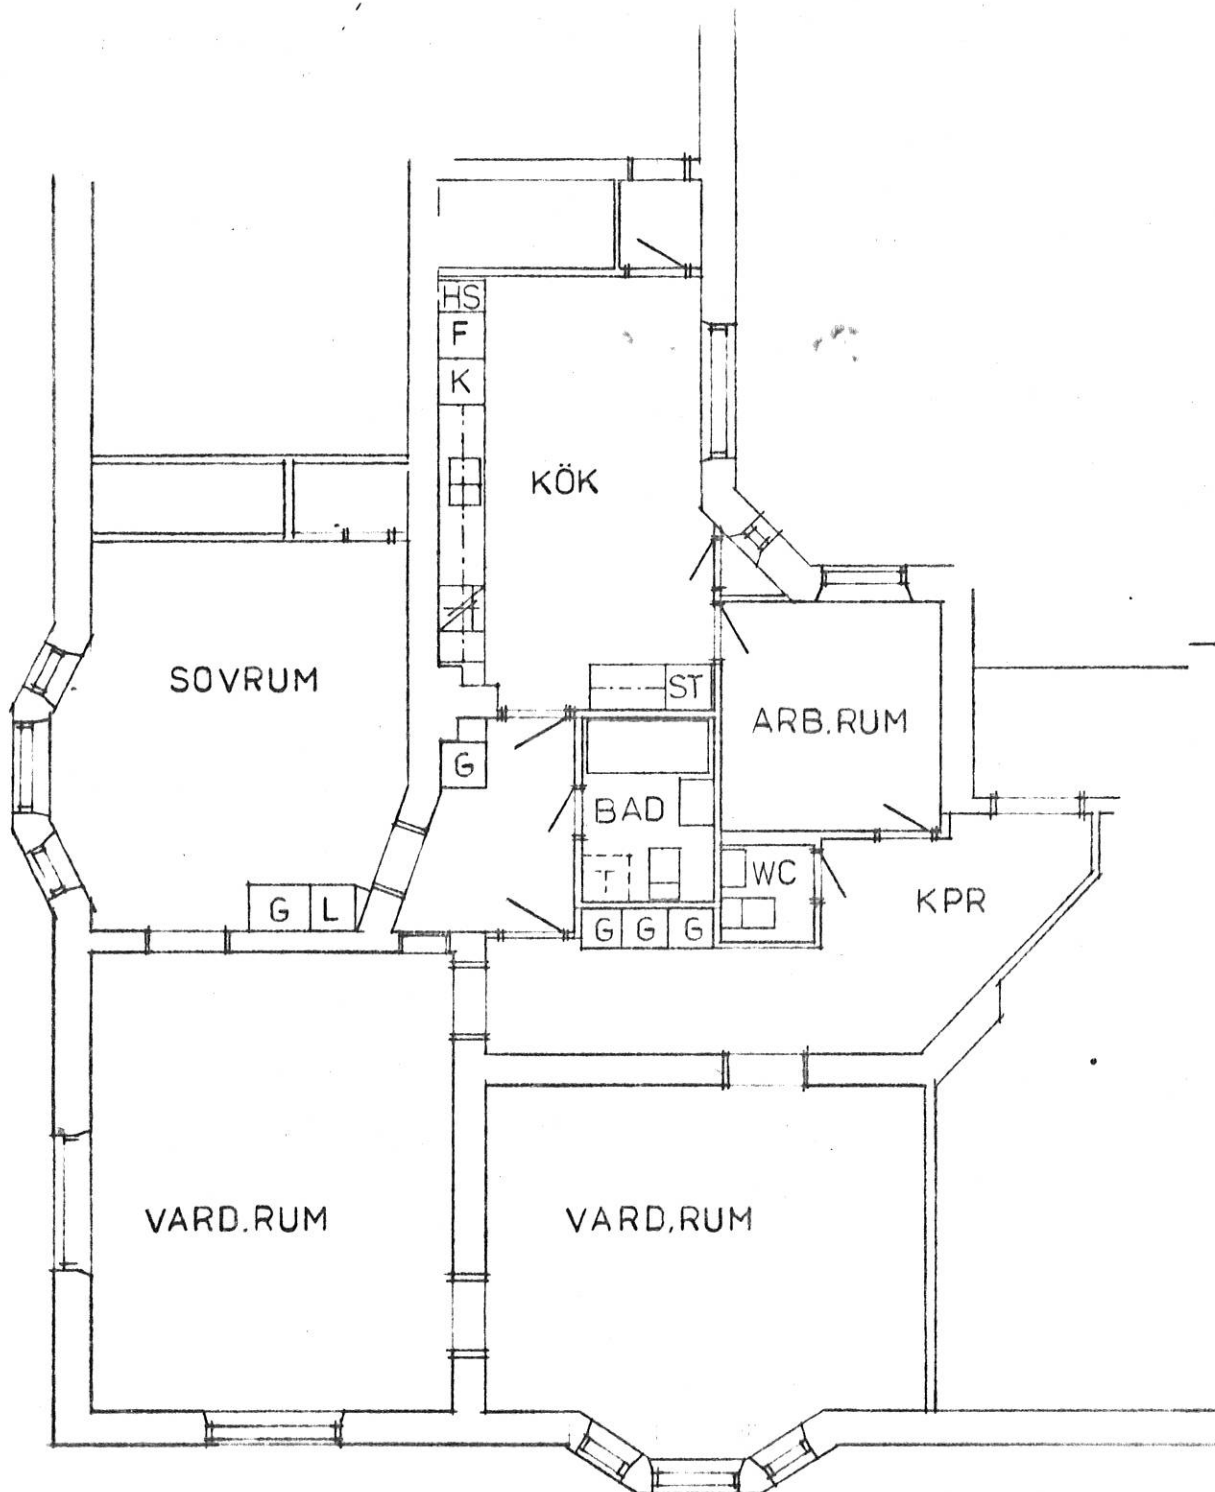 HS
F
K
KÖK
SOVRUM
ST
ARB.RUM
G
BAD
T
WC
KPR
G L
G G G
VARD.RUM
VARD.RUM